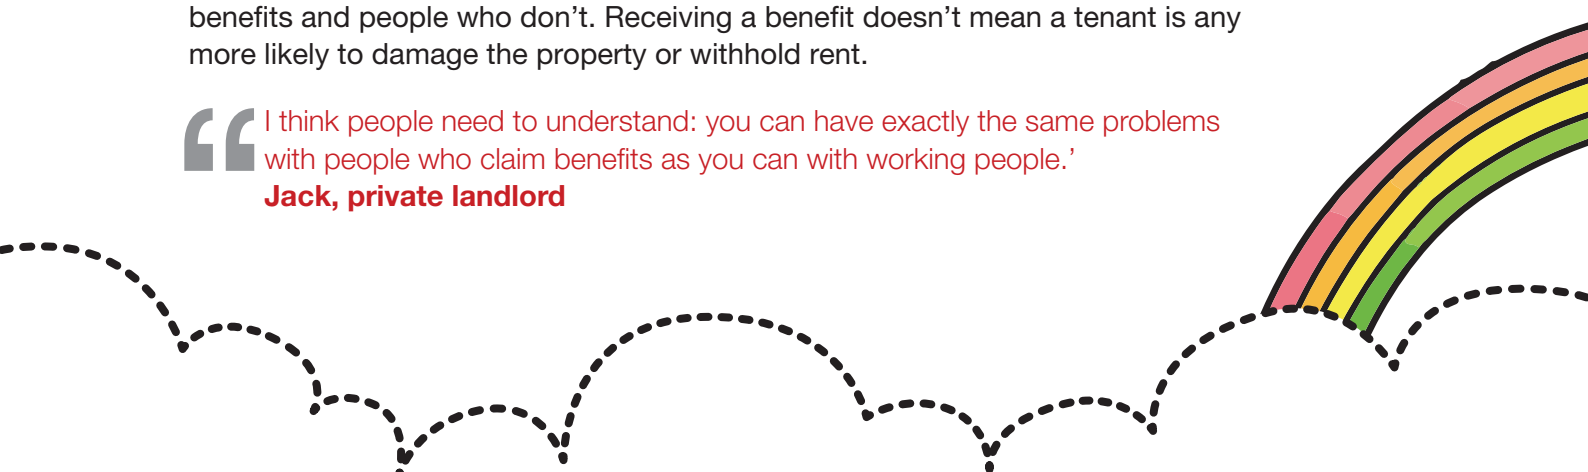 benefits and people who don’t. Receiving a benefit doesn’t mean a tenant is any
more likely to damage the property or withhold rent.
“I think people need to understand: you can have exactly the same problems
with people who claim benefits as you can with working people.’
Jack, private landlord